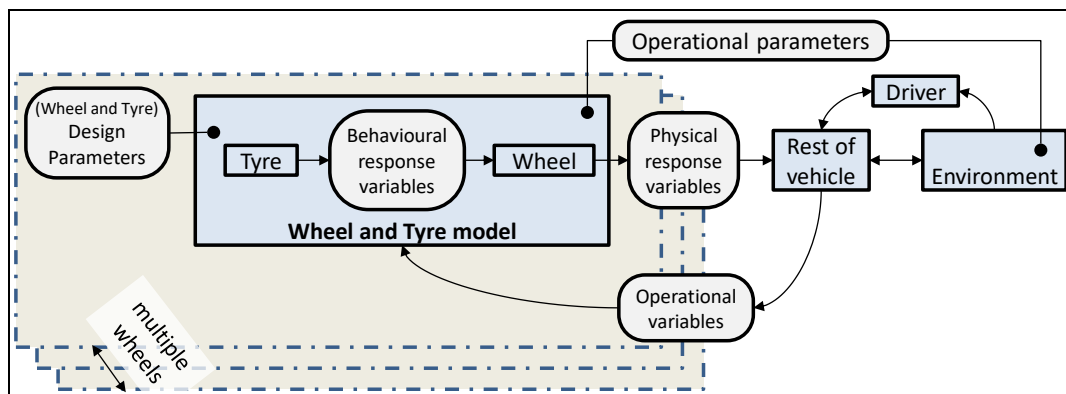 Operational parameters
(Wheel and Tyre)
Design
Parameters
Tyre
Behavioural
response
variables
Wheel
Wheel and Tyre model
Physical
response
variables
Driver
Rest of
vehicle
Environment
Operational
variables
multiple
wheels